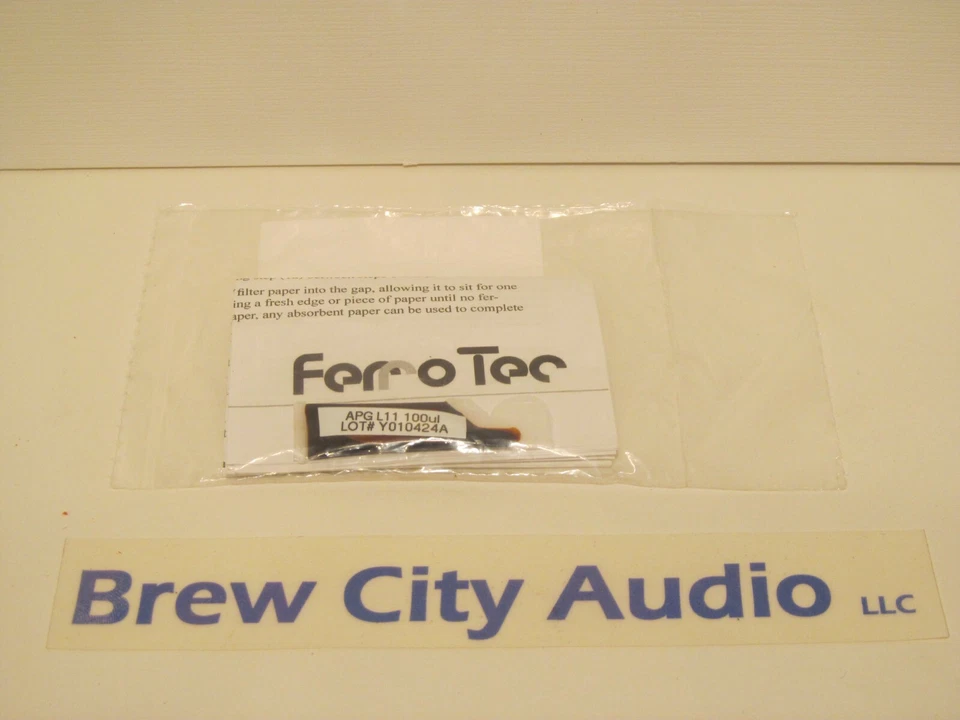 filter paper into the gap, allowing it to sit for one
ing a fresh edge or piece of paper until no fer-
aper, any absorbent paper can be used to complete
FerroTec
APG L11 100ul
LOT# Y010424A
Brew City Audio LLC